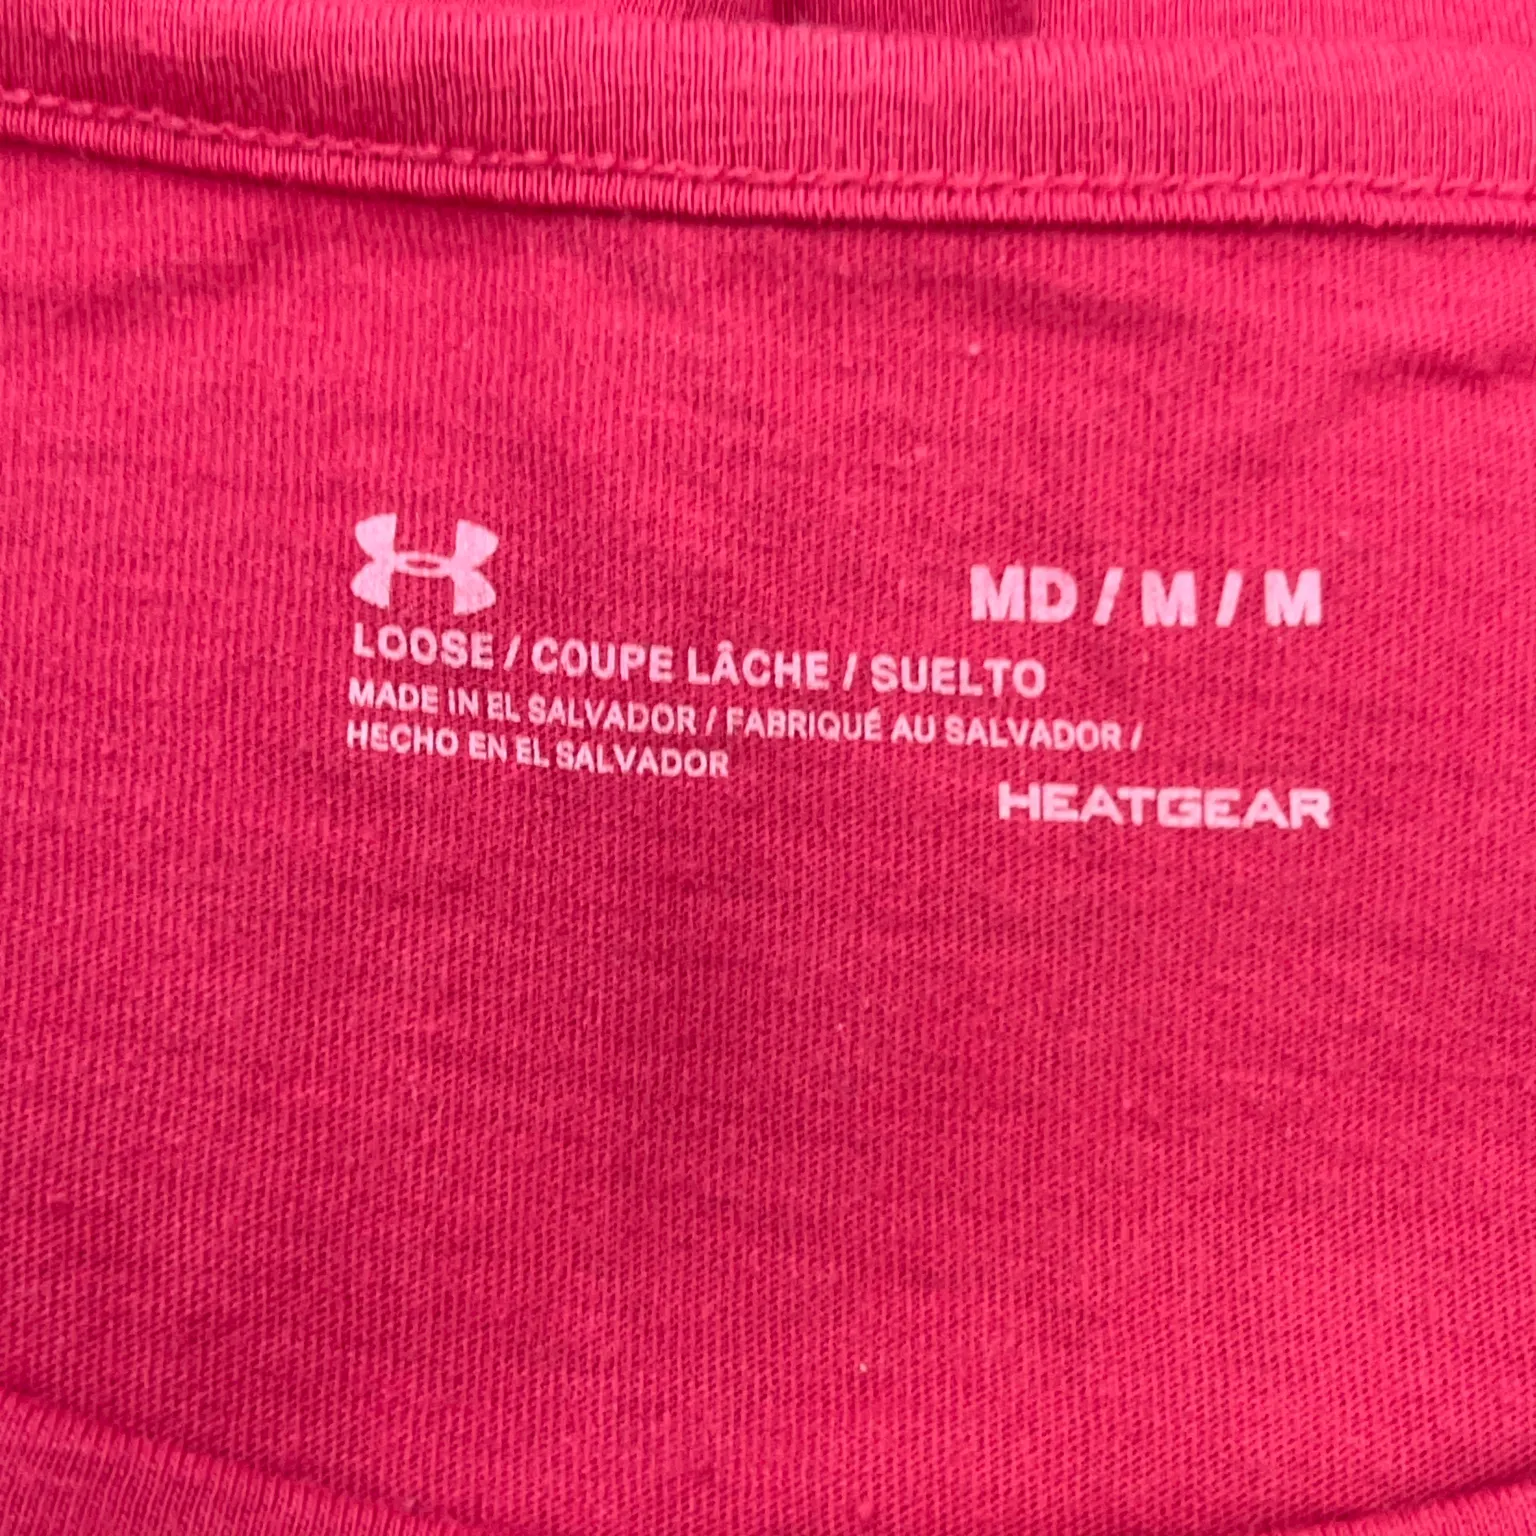 MD / M / M
LOOSE / COUPE LÂCHE / SUELTO
MADE IN EL SALVADOR / FABRIQUÉ AU SALVADOR /
HECHO EN EL SALVADOR
HEATGEAR